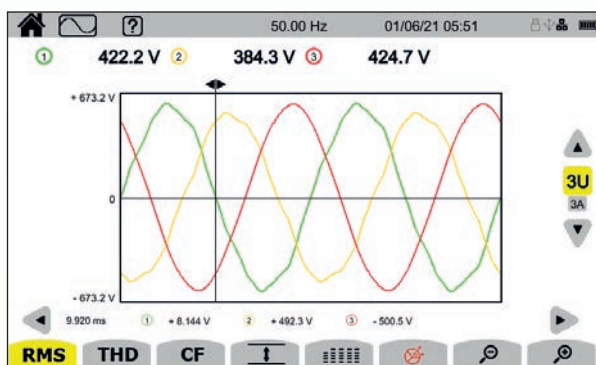 ? 50.00 Hz 01/06/21 05:51
1 422.2 V 2 384.3 V 3 424.7 V
+ 673.2 V
0
- 673.2 V
3U
3A
9.920 ms 1 + 8,144 V 2 + 492.3 V 3 - 500.5 V
RMS THD CF